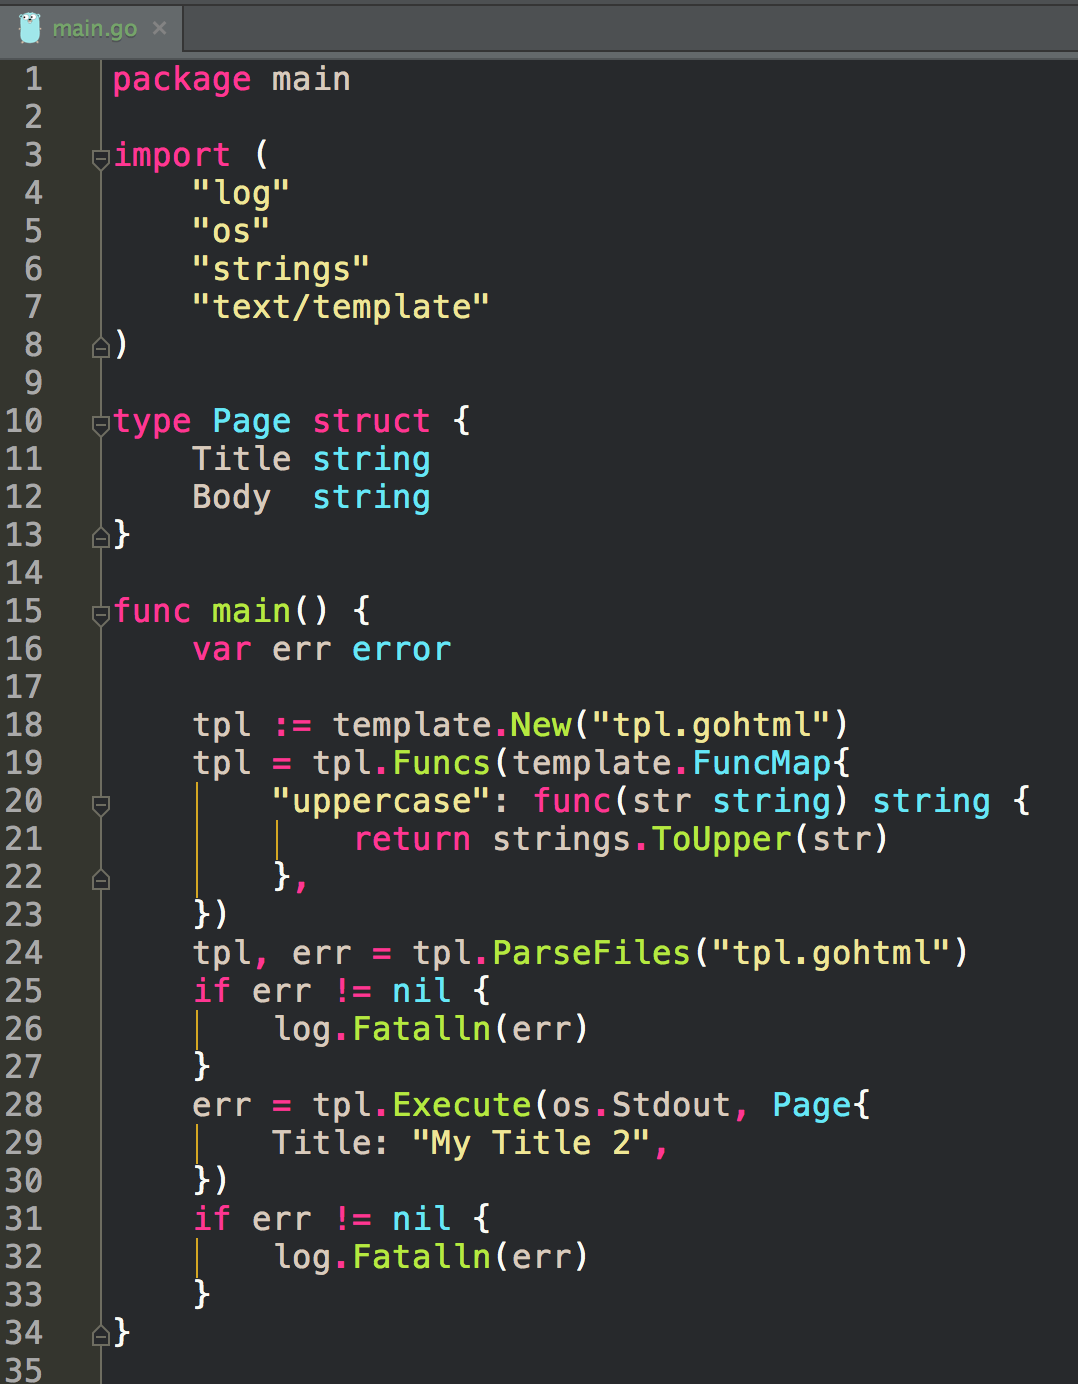 main.go ×
1 package main
2
3 import (
4     "log"
5     "os"
6     "strings"
7     "text/template"
8 )
9
10 type Page struct {
11     Title string
12     Body  string
13 }
14
15 func main() {
16     var err error
17
18     tpl := template.New("tpl.gohtml")
19     tpl = tpl.Funcs(template.FuncMap{
20         "uppercase": func(str string) string {
21             return strings.ToUpper(str)
22         },
23     })
24     tpl, err = tpl.ParseFiles("tpl.gohtml")
25     if err != nil {
26         log.Fatalln(err)
27     }
28     err = tpl.Execute(os.Stdout, Page{
29         Title: "My Title 2",
30     })
31     if err != nil {
32         log.Fatalln(err)
33     }
34 }
35